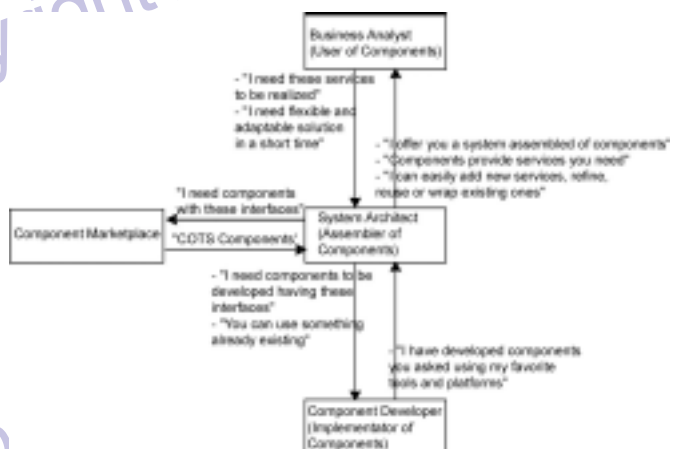 Business Analyst
(User of Components)
- "I need these services
to be realized"
- "I need flexible and
adaptable solution
in a short time"
- "I offer you a system assembled of components"
- "Components provide services you need"
- "I can easily add new services, refine,
reuse or wrap existing ones"
"I need components
with these interfaces"
Component Marketplace
"COTS Components"
System Architect
(Assembler of
Components)
- "I need components to be
developed having these
interfaces"
- "You can use something
already existing"
- "I have developed components
you asked using my favorite
tools and platforms"
Component Developer
(Implementator of
Components)